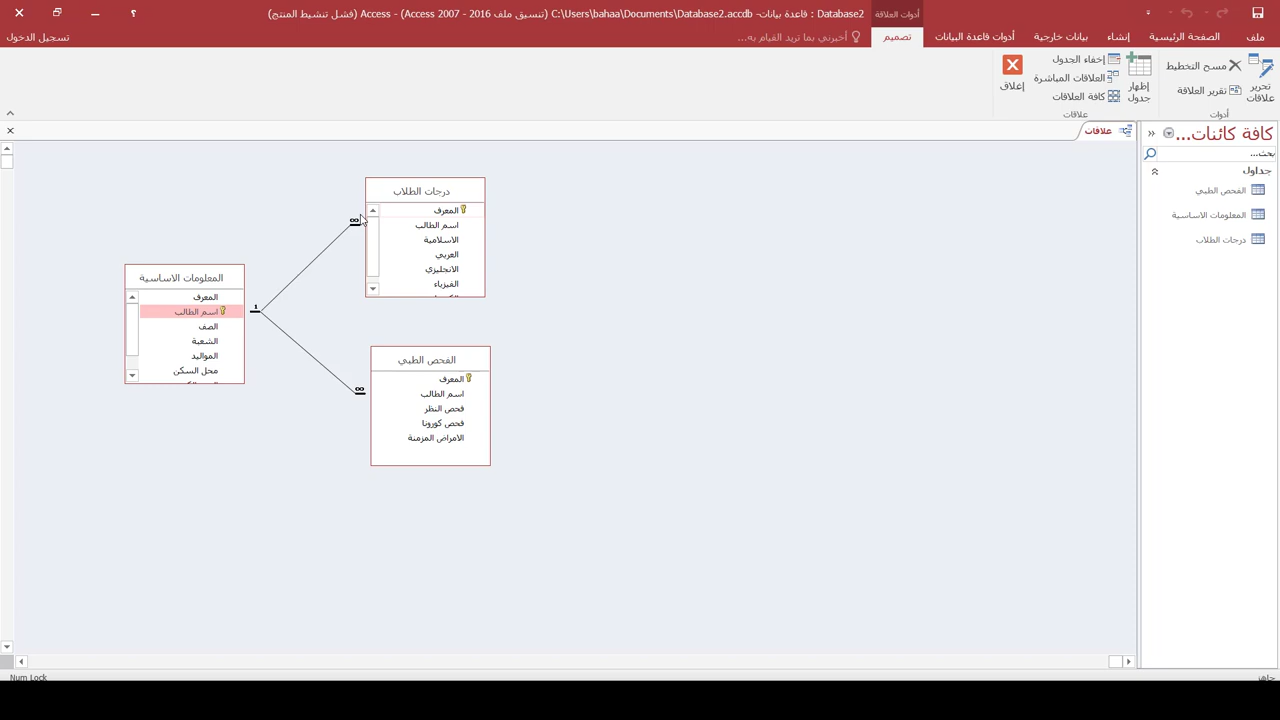 Database2 : قاعدة بيانات- C:\Users\bahaa\Documents\Database2.accdb (تنسيق ملف Access 2007 - 2016) - Access (فشل تنشيط المنتج)
أدوات العلاقة
ملف
الصفحة الرئيسية
إنشاء
بيانات خارجية
أدوات قاعدة البيانات
تصميم
أخبرني بما تريد القيام به...
تسجيل الدخول
تحرير علاقات
مسح التخطيط
تقرير العلاقة
أدوات
إظهار جدول
إخفاء الجدول
العلاقات المباشرة
كافة العلاقات
علاقات
إغلاق
كافة كائنات...
بحث...
جداول
الفحص الطبي
المعلومات الاساسية
درجات الطلاب
علاقات
درجات الطلاب
المعرف
اسم الطالب
الاسلامية
العربي
الانجليزي
الفيزياء
المعلومات الاساسية
المعرف
اسم الطالب
الصف
الشعبة
المواليد
محل السكن
1
∞
∞
الفحص الطبي
المعرف
اسم الطالب
فحص النظر
فحص كورونا
الامراض المزمنة
جاهز
Num Lock